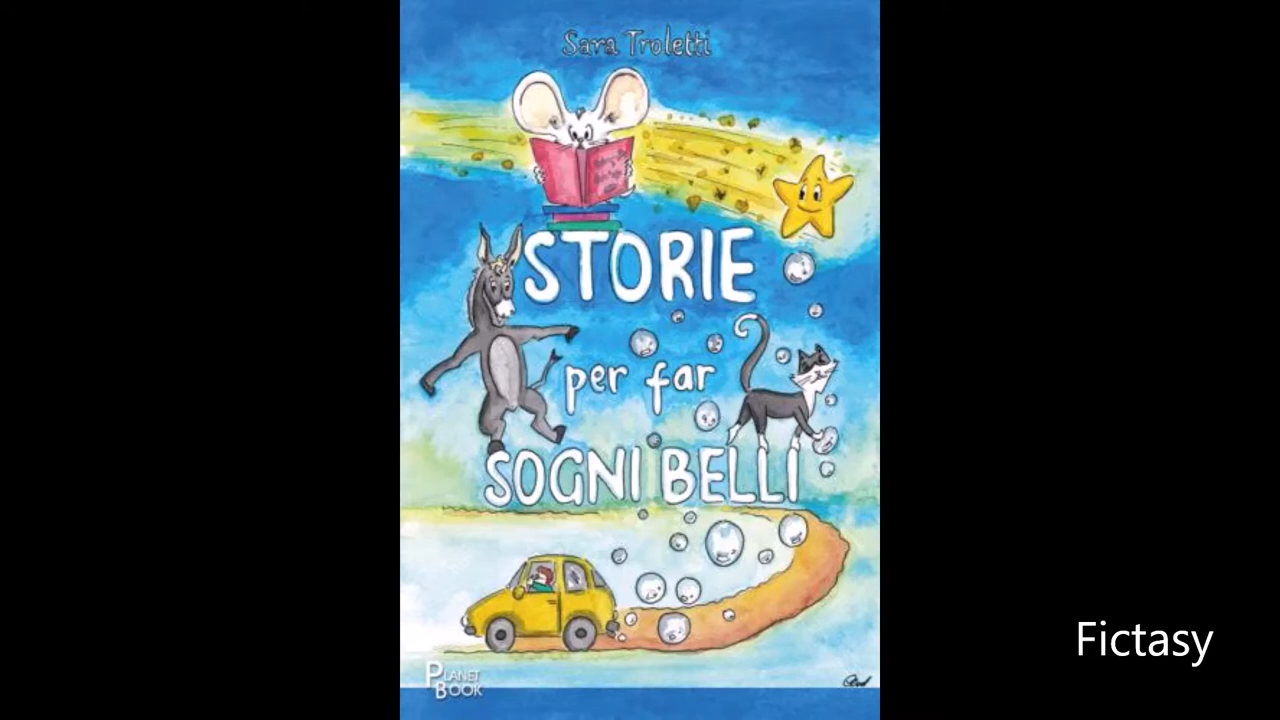 Sara Troletti
STORIE
per far
SOGNI BELLI
PLANET
BOOK
Fictasy